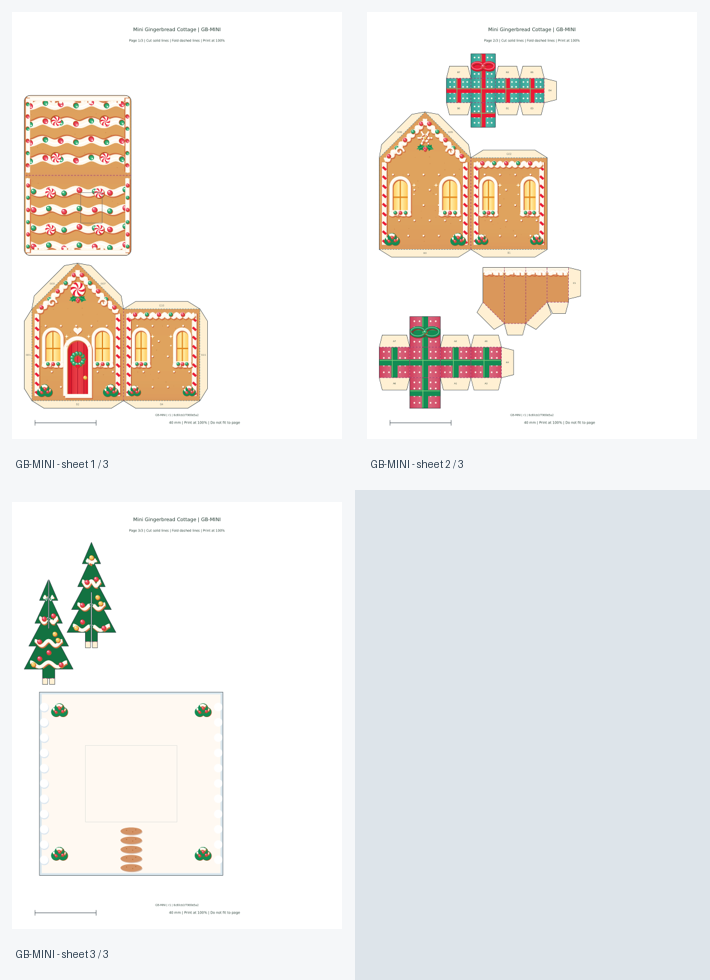 Mini Gingerbread Cottage | GB-MINI
Page 1/3 | Cut solid lines | Fold dashed lines | Print at 100%
40 mm | Print at 100% | Do not fit to page
GB-MINI - sheet 1 / 3
Mini Gingerbread Cottage | GB-MINI
Page 2/3 | Cut solid lines | Fold dashed lines | Print at 100%
40 mm | Print at 100% | Do not fit to page
GB-MINI - sheet 2 / 3
Mini Gingerbread Cottage | GB-MINI
Page 3/3 | Cut solid lines | Fold dashed lines | Print at 100%
40 mm | Print at 100% | Do not fit to page
GB-MINI - sheet 3 / 3